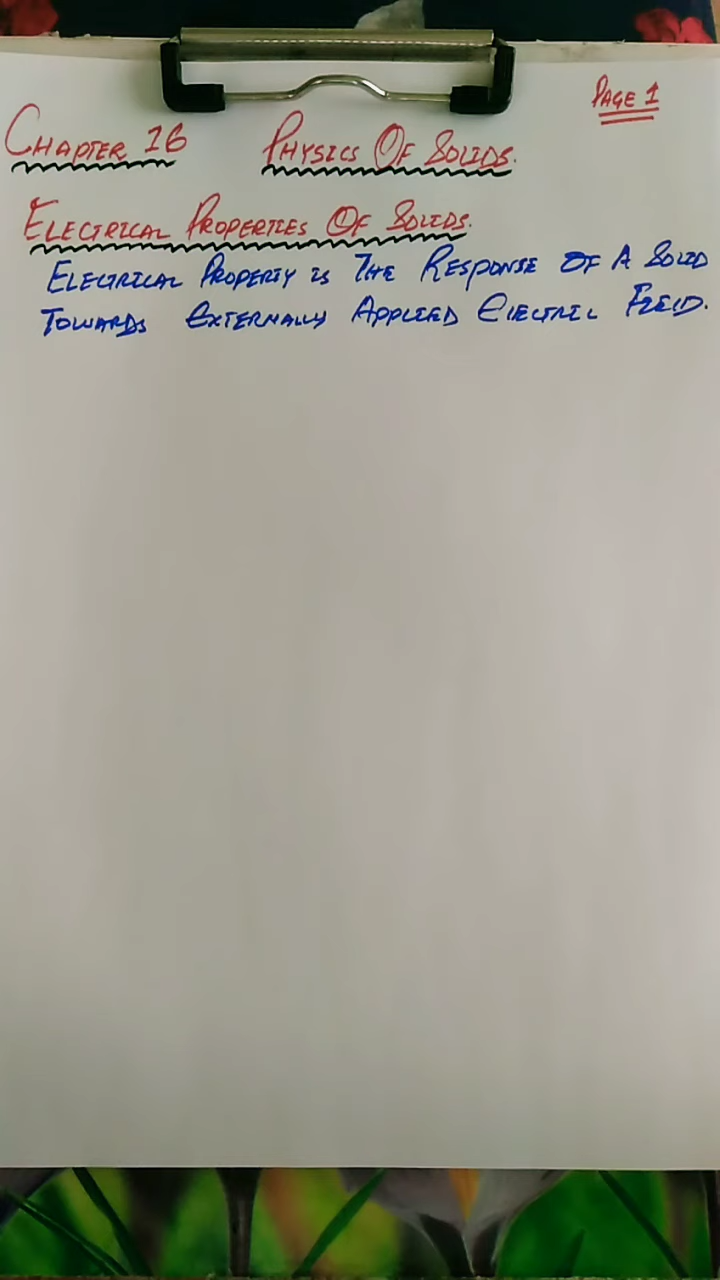 PAGE 1
CHAPTER 16 PHYSICS OF SOLIDS.
ELECTRICAL PROPERTIES OF SOLIDS.
ELECTRICAL PROPERTY IS THE RESPONSE OF A SOLID
TOWARDS EXTERNALLY APPLIED ELECTRIC FIELD.